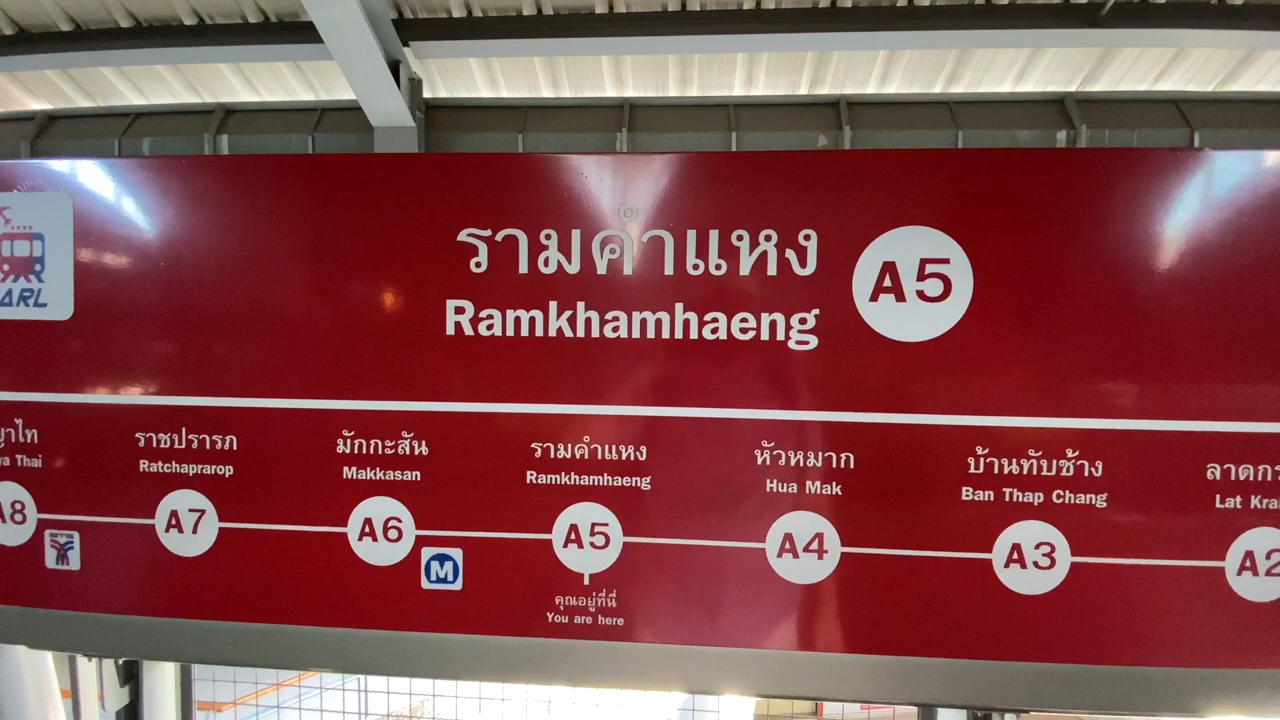 รามคำแหง
Ramkhamhaeng
A5
ARL
ญาไท
ya Thai
A8
BTS
ราชปรารภ
Ratchaprarop
A7
มักกะสัน
Makkasan
A6
M
รามคำแหง
Ramkhamhaeng
A5
คุณอยู่ที่นี่
You are here
หัวหมาก
Hua Mak
A4
บ้านทับช้าง
Ban Thap Chang
A3
ลาดกร
Lat Kra
A2